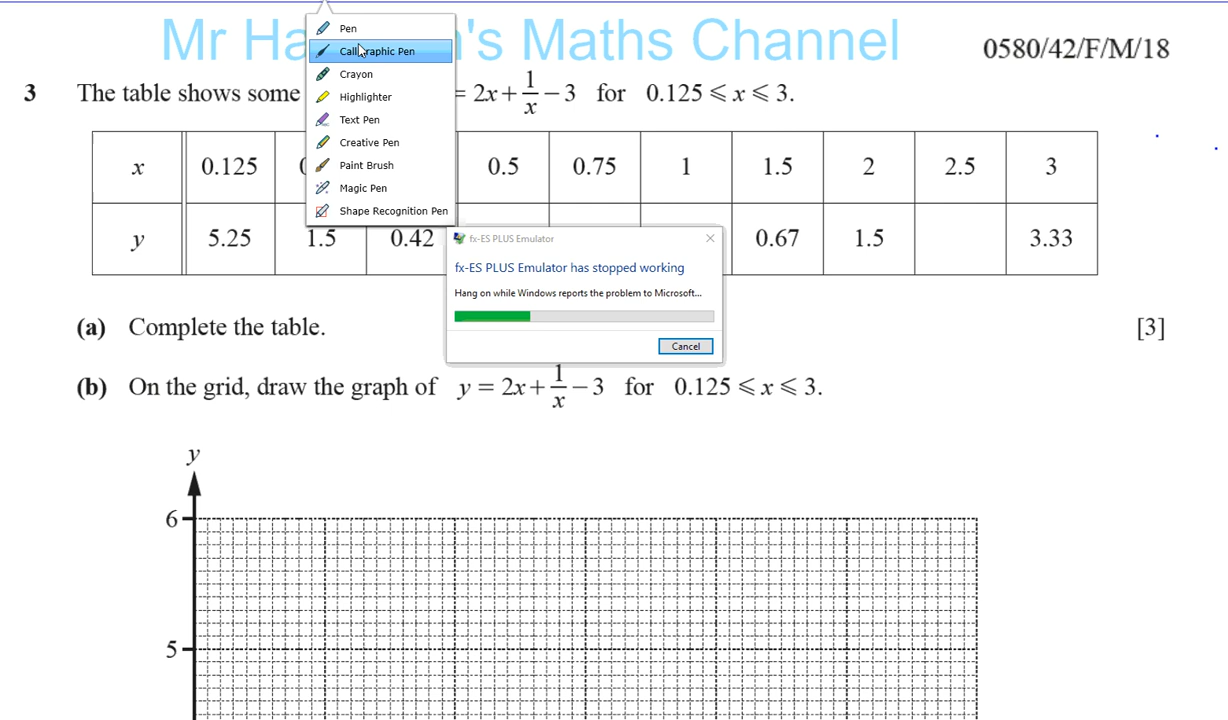 Mr Ha n's Maths Channel
0580/42/F/M/18
Pen
Calligraphic Pen
Crayon
Highlighter
Text Pen
Creative Pen
Paint Brush
Magic Pen
Shape Recognition Pen
3 The table shows some = 2x + 1/x − 3 for 0.125 ⩽ x ⩽ 3.
x 0.125 0.5 0.75 1 1.5 2 2.5 3
y 5.25 1.5 0.42 0.67 1.5 3.33
fx-ES PLUS Emulator
fx-ES PLUS Emulator has stopped working
Hang on while Windows reports the problem to Microsoft...
Cancel
(a) Complete the table. [3]
(b) On the grid, draw the graph of y = 2x + 1/x − 3 for 0.125 ⩽ x ⩽ 3.
y
6
5